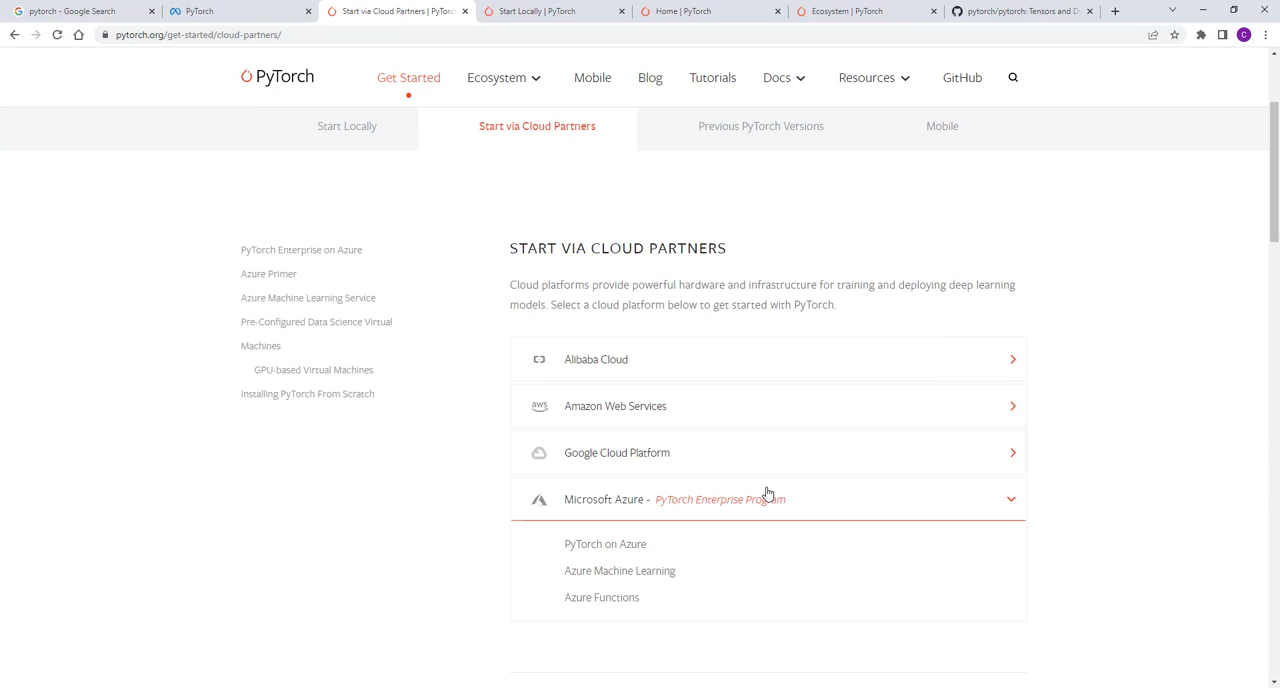 pytorch - Google Search
PyTorch
Start via Cloud Partners | PyTorc
Start Locally | PyTorch
Home | PyTorch
Ecosystem | PyTorch
pytorch/pytorch: Tensors and Dy
pytorch.org/get-started/cloud-partners/
C
PyTorch
Get Started
Ecosystem
Mobile
Blog
Tutorials
Docs
Resources
GitHub
Start Locally
Start via Cloud Partners
Previous PyTorch Versions
Mobile
PyTorch Enterprise on Azure
Azure Primer
Azure Machine Learning Service
Pre-Configured Data Science Virtual
Machines
GPU-based Virtual Machines
Installing PyTorch From Scratch
START VIA CLOUD PARTNERS
Cloud platforms provide powerful hardware and infrastructure for training and deploying deep learning
models. Select a cloud platform below to get started with PyTorch.
Alibaba Cloud
aws Amazon Web Services
Google Cloud Platform
Microsoft Azure - PyTorch Enterprise Program
PyTorch on Azure
Azure Machine Learning
Azure Functions